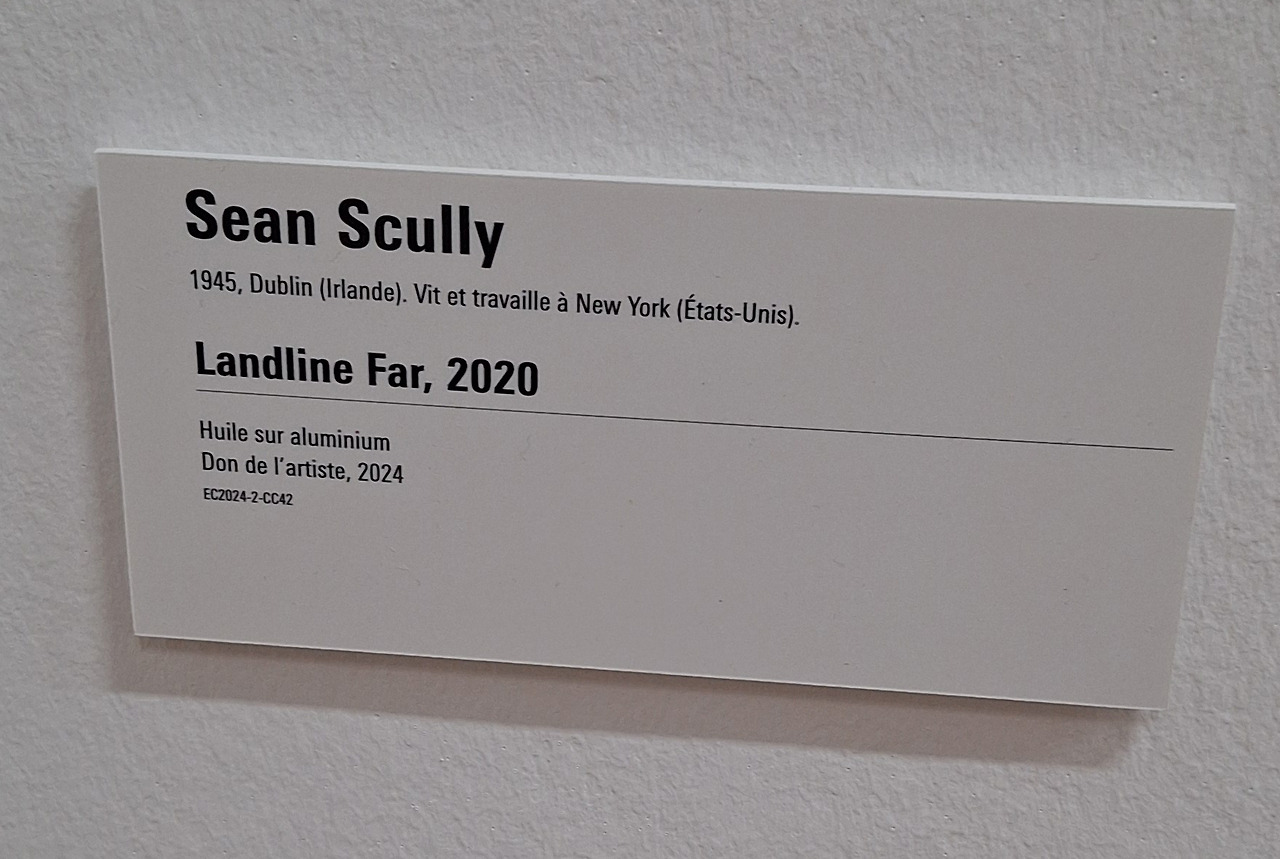 Sean Scully
1945, Dublin (Irlande). Vit et travaille à New York (États-Unis).
Landline Far, 2020
Huile sur aluminium
Don de l'artiste, 2024
EC2024-2-CC42